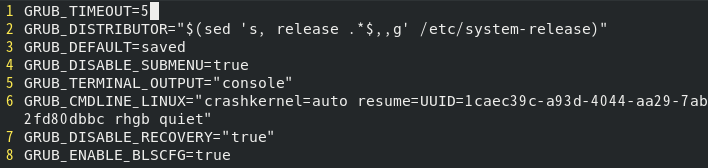 1 GRUB_TIMEOUT=5
2 GRUB_DISTRIBUTOR="$(sed 's, release .*$,,g' /etc/system-release)"
3 GRUB_DEFAULT=saved
4 GRUB_DISABLE_SUBMENU=true
5 GRUB_TERMINAL_OUTPUT="console"
6 GRUB_CMDLINE_LINUX="crashkernel=auto resume=UUID=1caec39c-a93d-4044-aa29-7ab
2fd80dbbc rhgb quiet"
7 GRUB_DISABLE_RECOVERY="true"
8 GRUB_ENABLE_BLSCFG=true